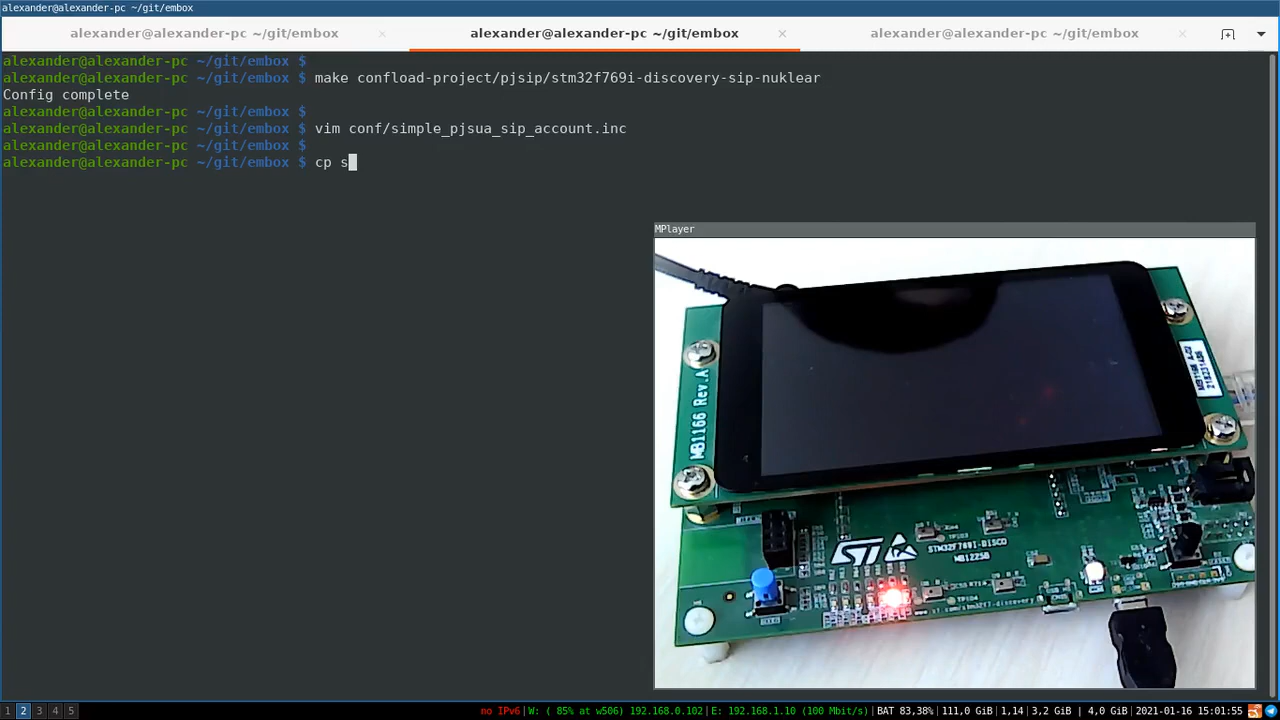 alexander@alexander-pc ~/git/embox
alexander@alexander-pc ~/git/embox × alexander@alexander-pc ~/git/embox × alexander@alexander-pc ~/git/embox ×
alexander@alexander-pc ~/git/embox $
alexander@alexander-pc ~/git/embox $ make confload-project/pjsip/stm32f769i-discovery-sip-nuklear
Config complete
alexander@alexander-pc ~/git/embox $
alexander@alexander-pc ~/git/embox $ vim conf/simple_pjsua_sip_account.inc
alexander@alexander-pc ~/git/embox $
alexander@alexander-pc ~/git/embox $ cp s
MPlayer
MB1166 Rev.A
ST
STM32F769I-DISCO
MB1225B
1 2 3 4 5 no IPv6|W: ( 85% at w506) 192.168.0.102|E: 192.168.1.10 (100 Mbit/s)|BAT 83,38%|111,0 GiB|1,14|3,2 GiB | 4,0 GiB|2021-01-16 15:01:55